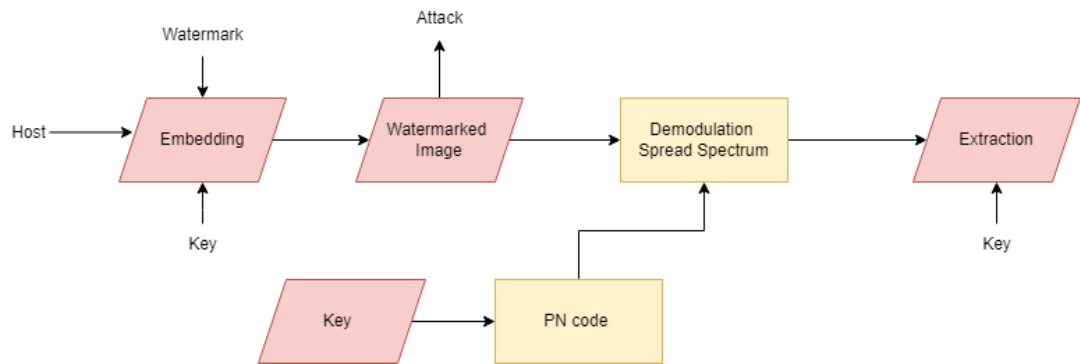 Attack
Watermark
Host
Embedding
Watermarked
Image
Demodulation
Spread Spectrum
Extraction
Key
Key
Key
PN code